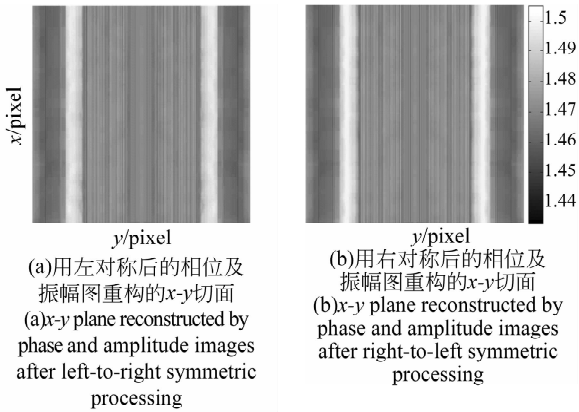 x/pixel
y/pixel
(a)用左对称后的相位及
振幅图重构的x-y切面
(a)x-y plane reconstructed by
phase and amplitude images
after left-to-right symmetric
processing
1.5
1.49
1.48
1.47
1.46
1.45
1.44
y/pixel
(b)用右对称后的相位及
振幅图重构的x-y切面
(b)x-y plane reconstructed by
phase and amplitude images
after right-to-left symmetric
processing